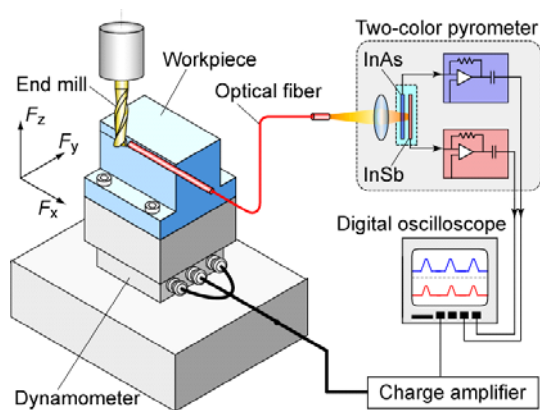 Two-color pyrometer
Workpiece
InAs
End mill
Optical fiber
Fz
Fy
InSb
Fx
Digital oscilloscope
Dynamometer
Charge amplifier